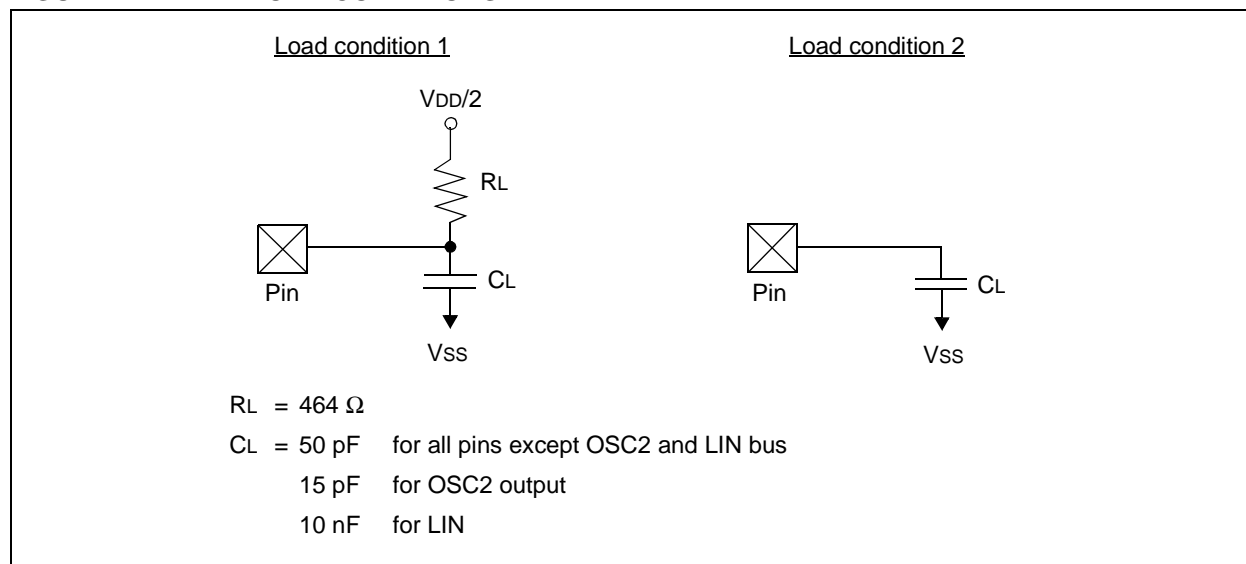 Load condition 1
Load condition 2
VDD/2
RL
Pin
CL
VSS
Pin
CL
VSS
RL = 464 Ω
CL = 50 pF for all pins except OSC2 and LIN bus
15 pF for OSC2 output
10 nF for LIN